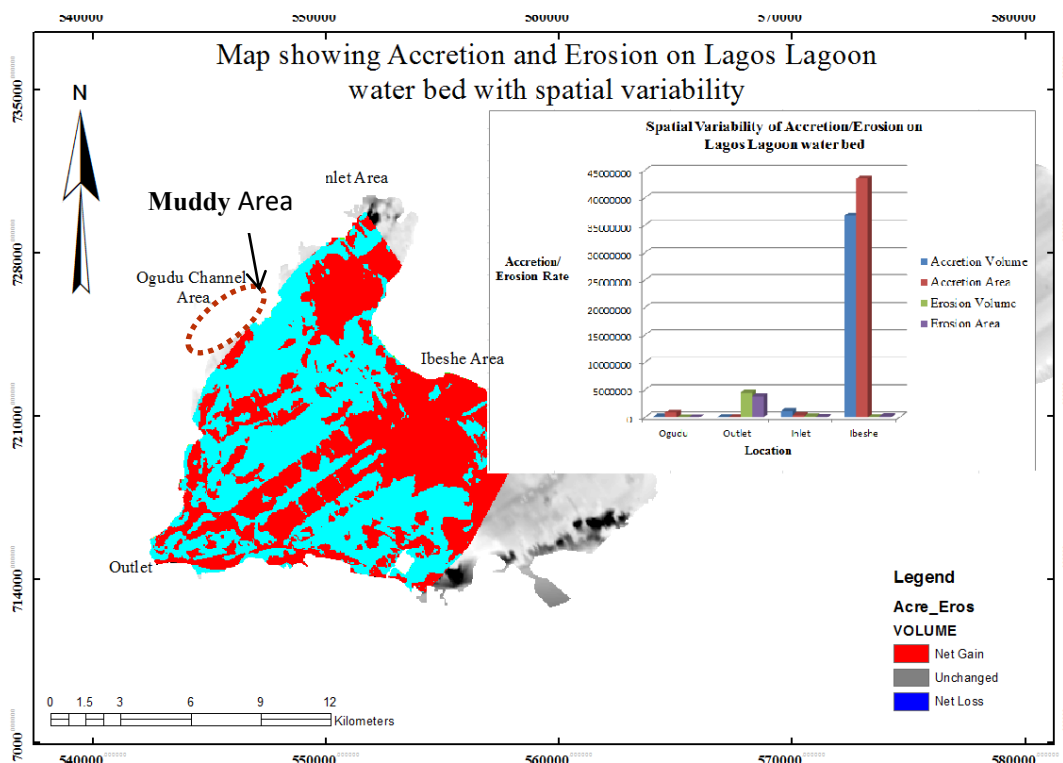 540000 550000 560000 570000 580000
Map showing Accretion and Erosion on Lagos Lagoon
water bed with spatial variability
735000
728000
721000
714000
7000
N
nlet Area
Muddy Area
Ogudu Channel
Area
Ibeshe Area
Outlet
Spatial Variability of Accretion/Erosion on
Lagos Lagoon water bed
Accretion/
Erosion Rate
45000000
40000000
35000000
30000000
25000000
20000000
15000000
10000000
5000000
0
Accretion Volume
Accretion Area
Erosion Volume
Erosion Area
Ogudu Outlet Inlet Ibeshe
Location
Legend
Acre_Eros
VOLUME
Net Gain
Unchanged
Net Loss
0 1.5 3 6 9 12
Kilometers
540000 550000 560000 570000 580000